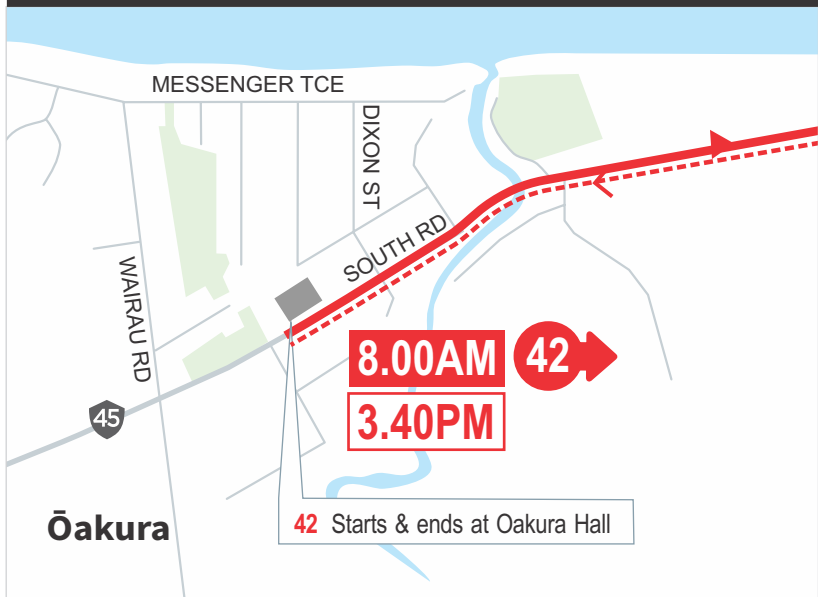 MESSENGER TCE
DIXON ST
SOUTH RD
WAIRAU RD
8.00AM
42
3.40PM
45
42 Starts & ends at Oakura Hall
Ōakura